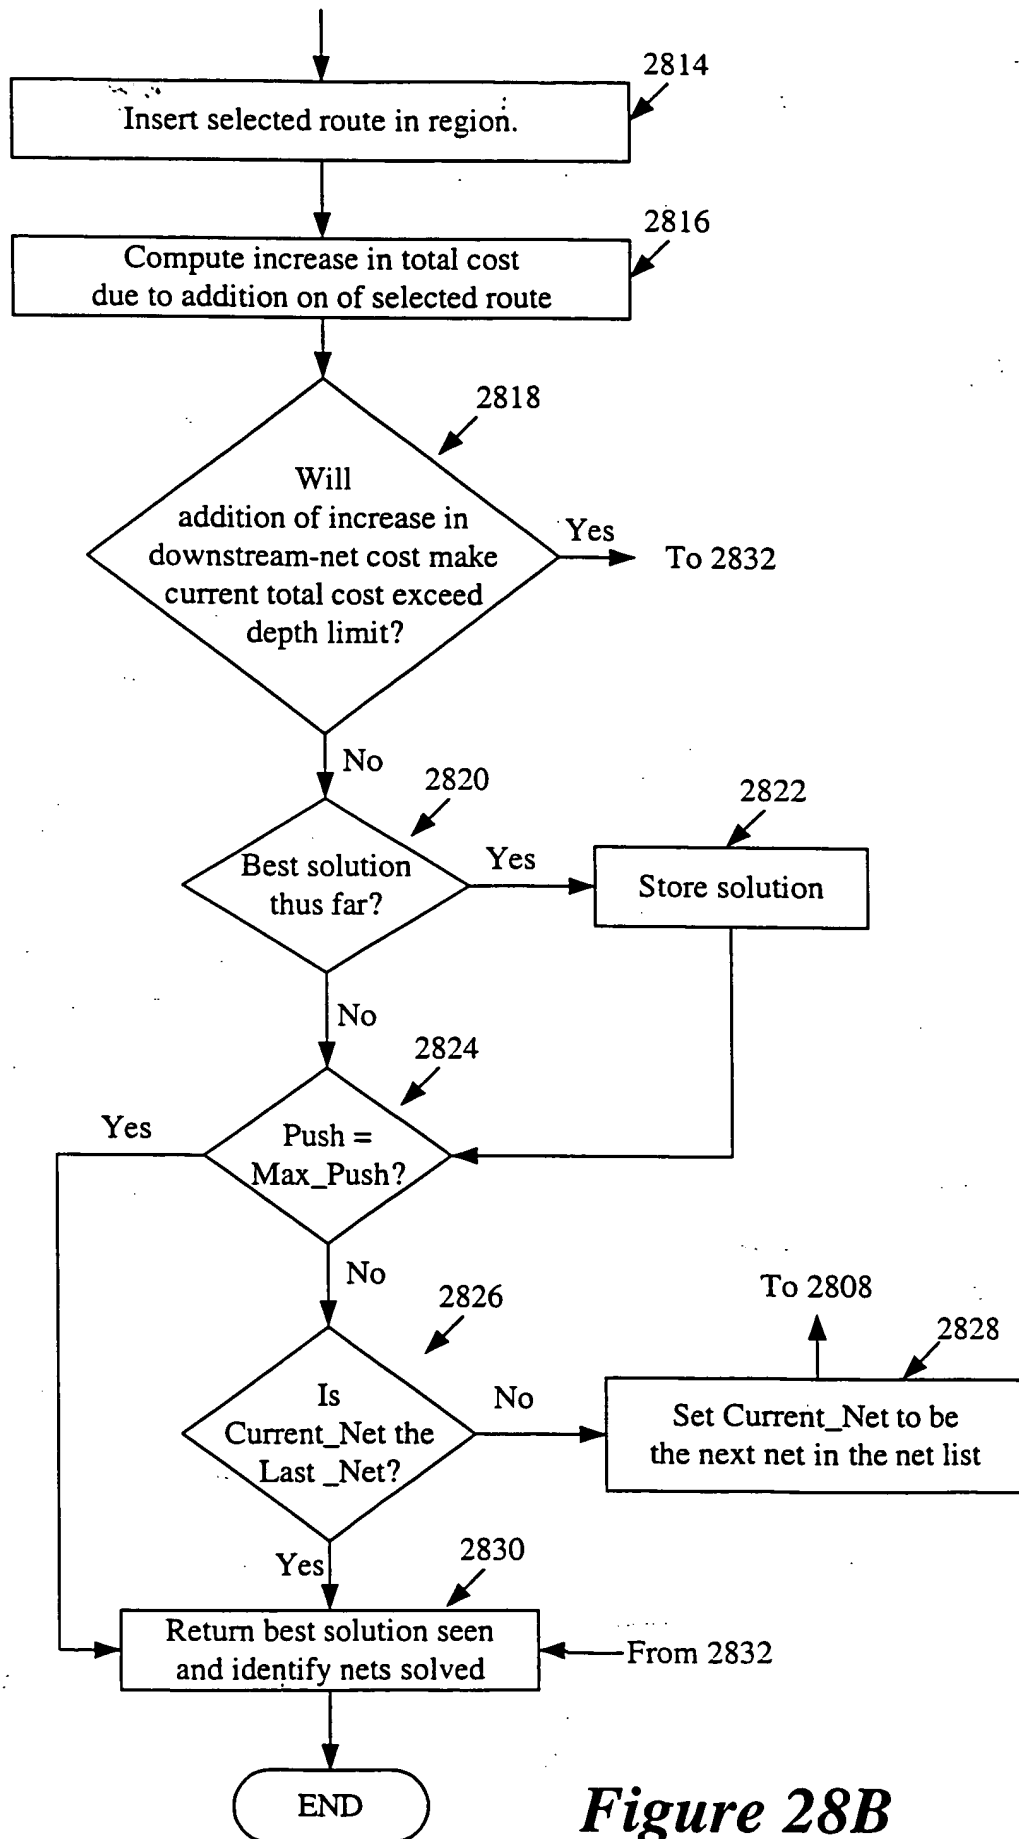 2814
Insert selected route in region.
2816
Compute increase in total cost
due to addition on of selected route
2818
Will
addition of increase in
downstream-net cost make
current total cost exceed
depth limit?
Yes
To 2832
No
2820
2822
Best solution
thus far?
Yes
Store solution
No
2824
Yes
Push =
Max_Push?
No
2826
To 2808
2828
Is
Current_Net the
Last _Net?
No
Set Current_Net to be
the next net in the net list
Yes
2830
Return best solution seen
and identify nets solved
From 2832
END
Figure 28B